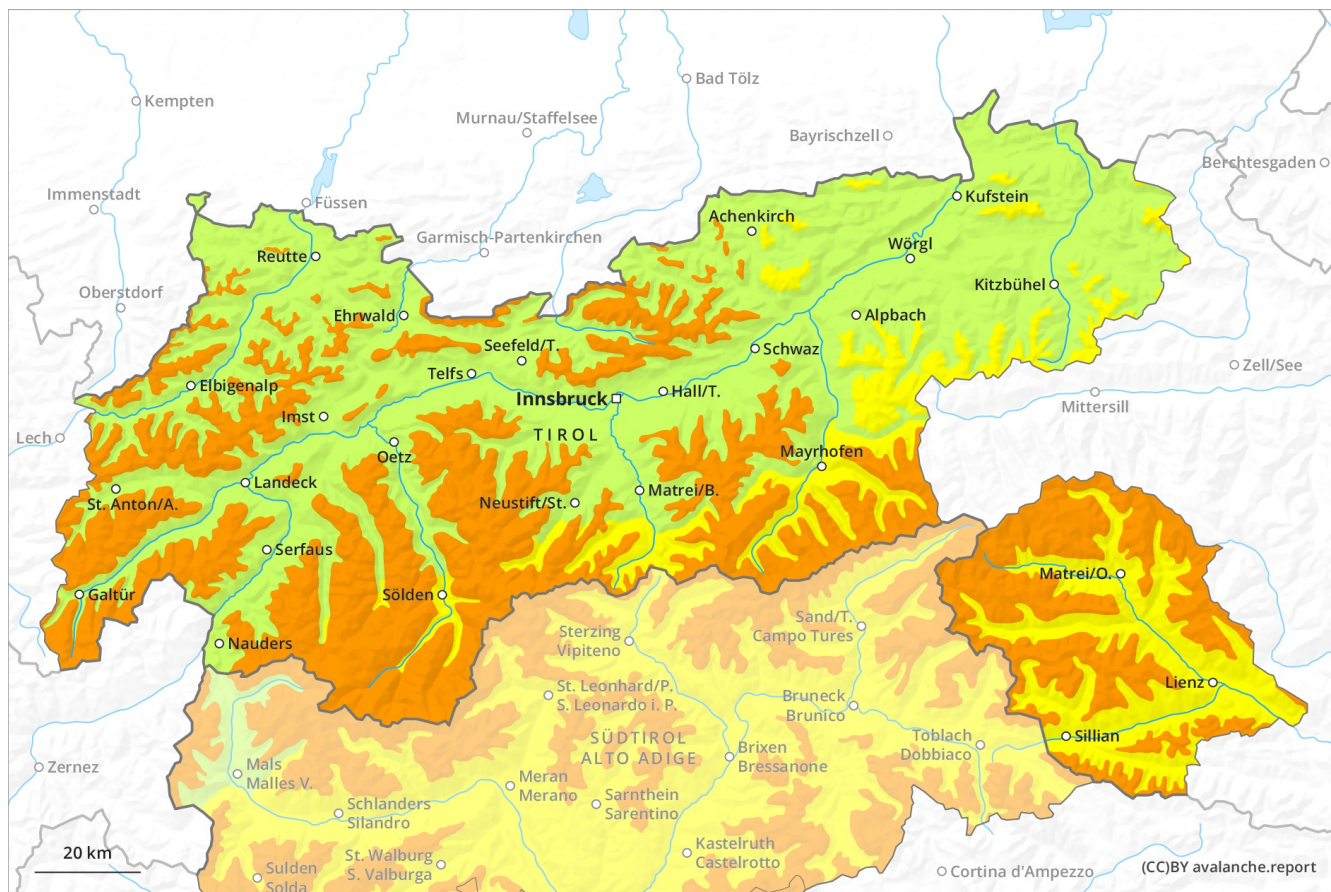 Bad Tölz
Kempten
Murnau/Staffelsee
Bayrischzell
Berchtesgaden
Immenstadt
Füssen
Kufstein
Achenkirch
Garmisch-Partenkirchen
Wörgl
Reutte
Kitzbühel
Oberstdorf
Ehrwald
Alpbach
Seefeld/T.
Schwaz
Zell/See
Telfs
Elbigenalp
Hall/T.
Innsbruck
Mittersill
Imst
Lech
TIROL
Oetz
Mayrhofen
Landeck
Matrei/B.
St. Anton/A.
Neustift/St.
Serfaus
Matrei/O.
Galtür
Sölden
Sand/T.
Campo Tures
Sterzing
Vipiteno
Nauders
Lienz
St. Leonhard/P.
S. Leonardo i. P.
Bruneck
Brunico
Sillian
Toblach
Dobbiaco
SÜDTIROL
ALTO ADIGE
Brixen
Bressanone
Zernez
Mals
Malles V.
Meran
Merano
Sarnthein
Sarentino
Schlanders
Silandro
Kastelruth
Castelrotto
20 km
St. Walburg
S. Valburga
Sulden
Solda
Cortina d'Ampezzo
(CC)BY avalanche.report